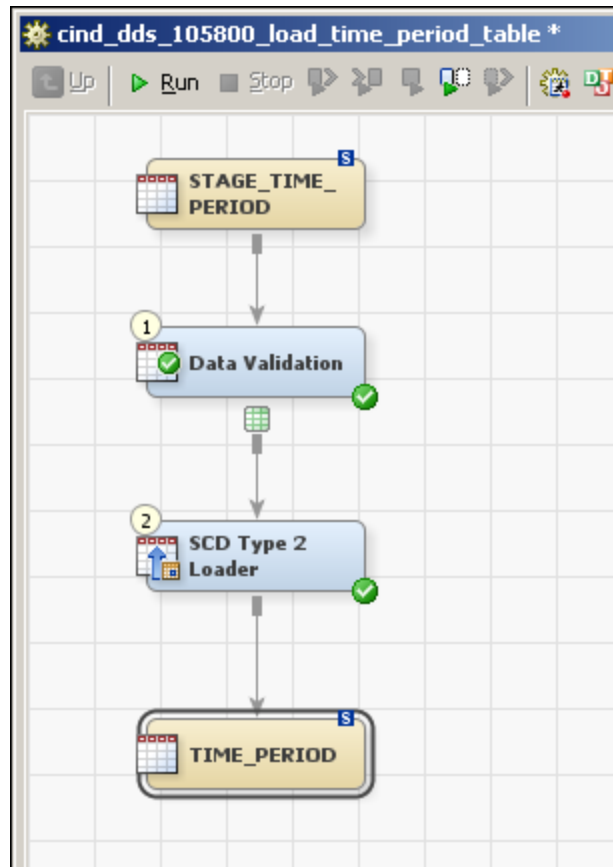 cind_dds_105800_load_time_period_table *
Up Run Stop
S
STAGE_TIME_
PERIOD
1
Data Validation
2
SCD Type 2
Loader
S
TIME_PERIOD